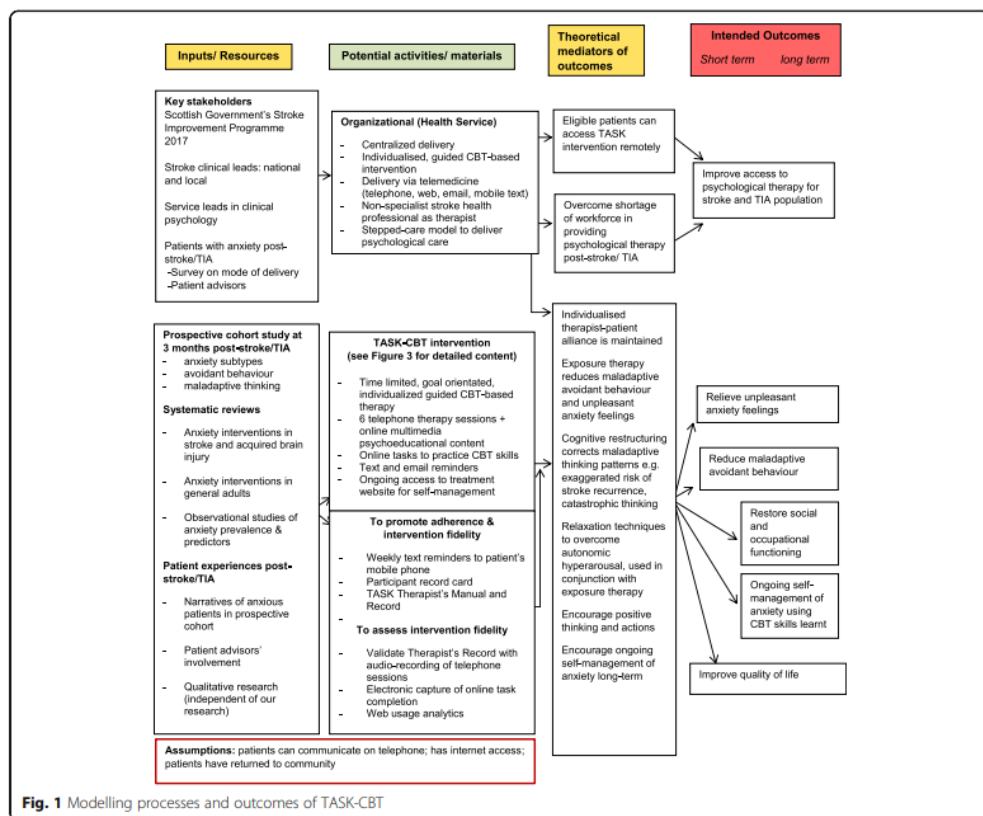 Inputs/ Resources
Potential activities/ materials
Theoretical
mediators of
outcomes
Intended Outcomes
Short term long term
Key stakeholders
Scottish Government's Stroke
Improvement Programme
2017
Stroke clinical leads: national
and local
Service leads in clinical
psychology
Patients with anxiety post-
stroke/TIA
-Survey on mode of delivery
-Patient advisors
Organizational (Health Service)
- Centralized delivery
- Individualised, guided CBT-based
intervention
- Delivery via telemedicine
(telephone, web, email, mobile text)
- Non-specialist stroke health
professional as therapist
- Stepped-care model to deliver
psychological care
Eligible patients can
access TASK
intervention remotely
Overcome shortage of workforce in
providing
psychological therapy
post-stroke/ TIA
Improve access to
psychological therapy for
stroke and TIA population
Prospective cohort study at
3 months post-stroke/TIA
- anxiety subtypes
- avoidant behaviour
- maladaptive thinking
Systematic reviews
- Anxiety interventions in
stroke and acquired brain
injury
- Anxiety interventions in
general adults
- Observational studies of
anxiety prevalence &
predictors
Patient experiences post-
stroke/TIA
- Narratives of anxious
patients in prospective
cohort
- Patient advisors'
involvement
- Qualitative research
(independent of our
research)
TASK-CBT intervention
(see Figure 3 for detailed content)
- Time limited, goal orientated,
individualized guided CBT-based
therapy
- 6 telephone therapy sessions +
online multimedia
psychoeducational content
- Online tasks to practice CBT skills
- Text and email reminders
- Ongoing access to treatment
website for self-management
To promote adherence &
intervention fidelity
- Weekly text reminders to patient's
mobile phone
- Participant record card
- TASK Therapist's Manual and
Record
-
To assess intervention fidelity
- Validate Therapist's Record with
audio-recording of telephone
sessions
- Electronic capture of online task
completion
- Web usage analytics
Individualised
therapist-patient
alliance is maintained
Exposure therapy
reduces maladaptive
avoidant behaviour
and unpleasant
anxiety feelings
Cognitive restructuring
corrects maladaptive
thinking patterns e.g.
exaggerated risk of
stroke recurrence,
catastrophic thinking
Relaxation techniques
to overcome
autonomic
hyperarousal, used in
conjunction with
exposure therapy
Encourage positive
thinking and actions
Encourage ongoing
self-management of
anxiety long-term
Relieve unpleasant
anxiety feelings
Reduce maladaptive
avoidant behaviour
Restore social
and
occupational
functioning
Ongoing self-
management of
anxiety using
CBT skills learnt
Improve quality of life
Assumptions: patients can communicate on telephone; has internet access;
patients have returned to community
Fig. 1 Modelling processes and outcomes of TASK-CBT